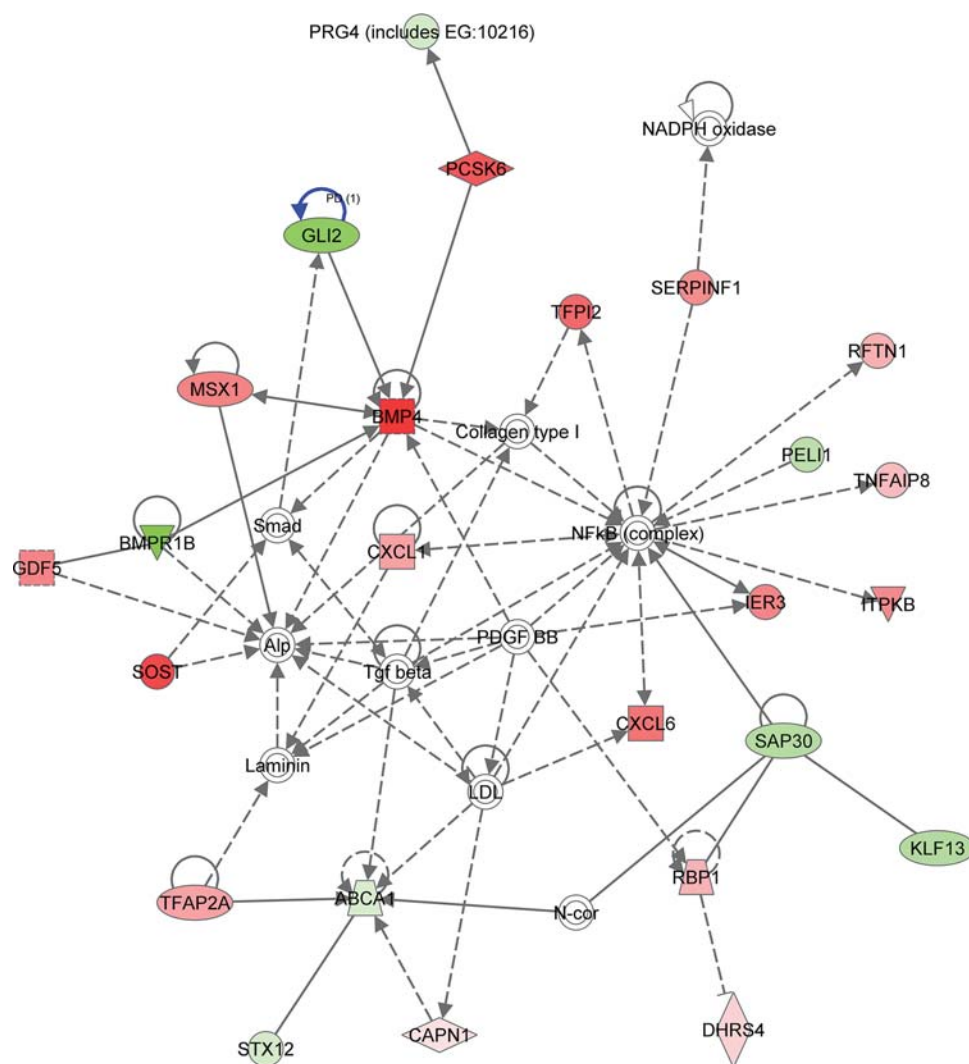 PRG4 (includes EG:10216)
NADPH oxidase
PCSK6
PD (1)
GLI2
SERPINF1
TFPI2
RFTN1
MSX1
BMP4
Collagen type I
PELI1
TNFAIP8
Smad
NFkB (complex)
BMPR1B
CXCL1
GDF5
IER3
ITPKB
Alp
PDGF BB
SOST
Tgf beta
CXCL6
SAP30
Laminin
LDL
KLF13
RBP1
TFAP2A
ABCA1
N-cor
DHRS4
CAPN1
STX12